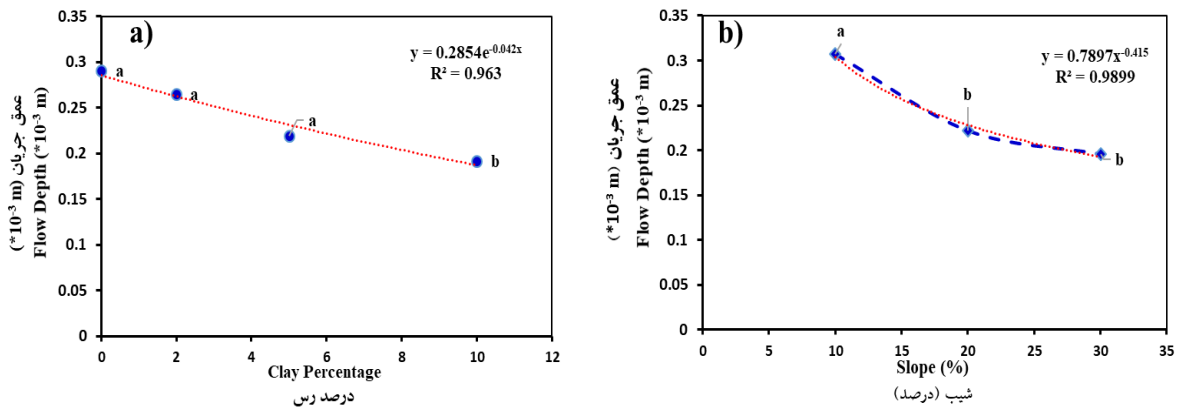 a)
y = 0.2854e^-0.042x
R² = 0.963
0.35
0.3
0.25
0.2
0.15
0.1
0.05
0
عمق جریان (m ⁻³10*)
Flow Depth (*10⁻³ m)
a
a
a
b
0 2 4 6 8 10 12
Clay Percentage
درصد رس
b)
y = 0.7897x^-0.415
R² = 0.9899
0.35
0.3
0.25
0.2
0.15
0.1
0.05
0
عمق جریان (m ⁻³10*)
Flow Depth (*10⁻³ m)
a
b
b
0 5 10 15 20 25 30 35
Slope (%)
شیب (درصد)